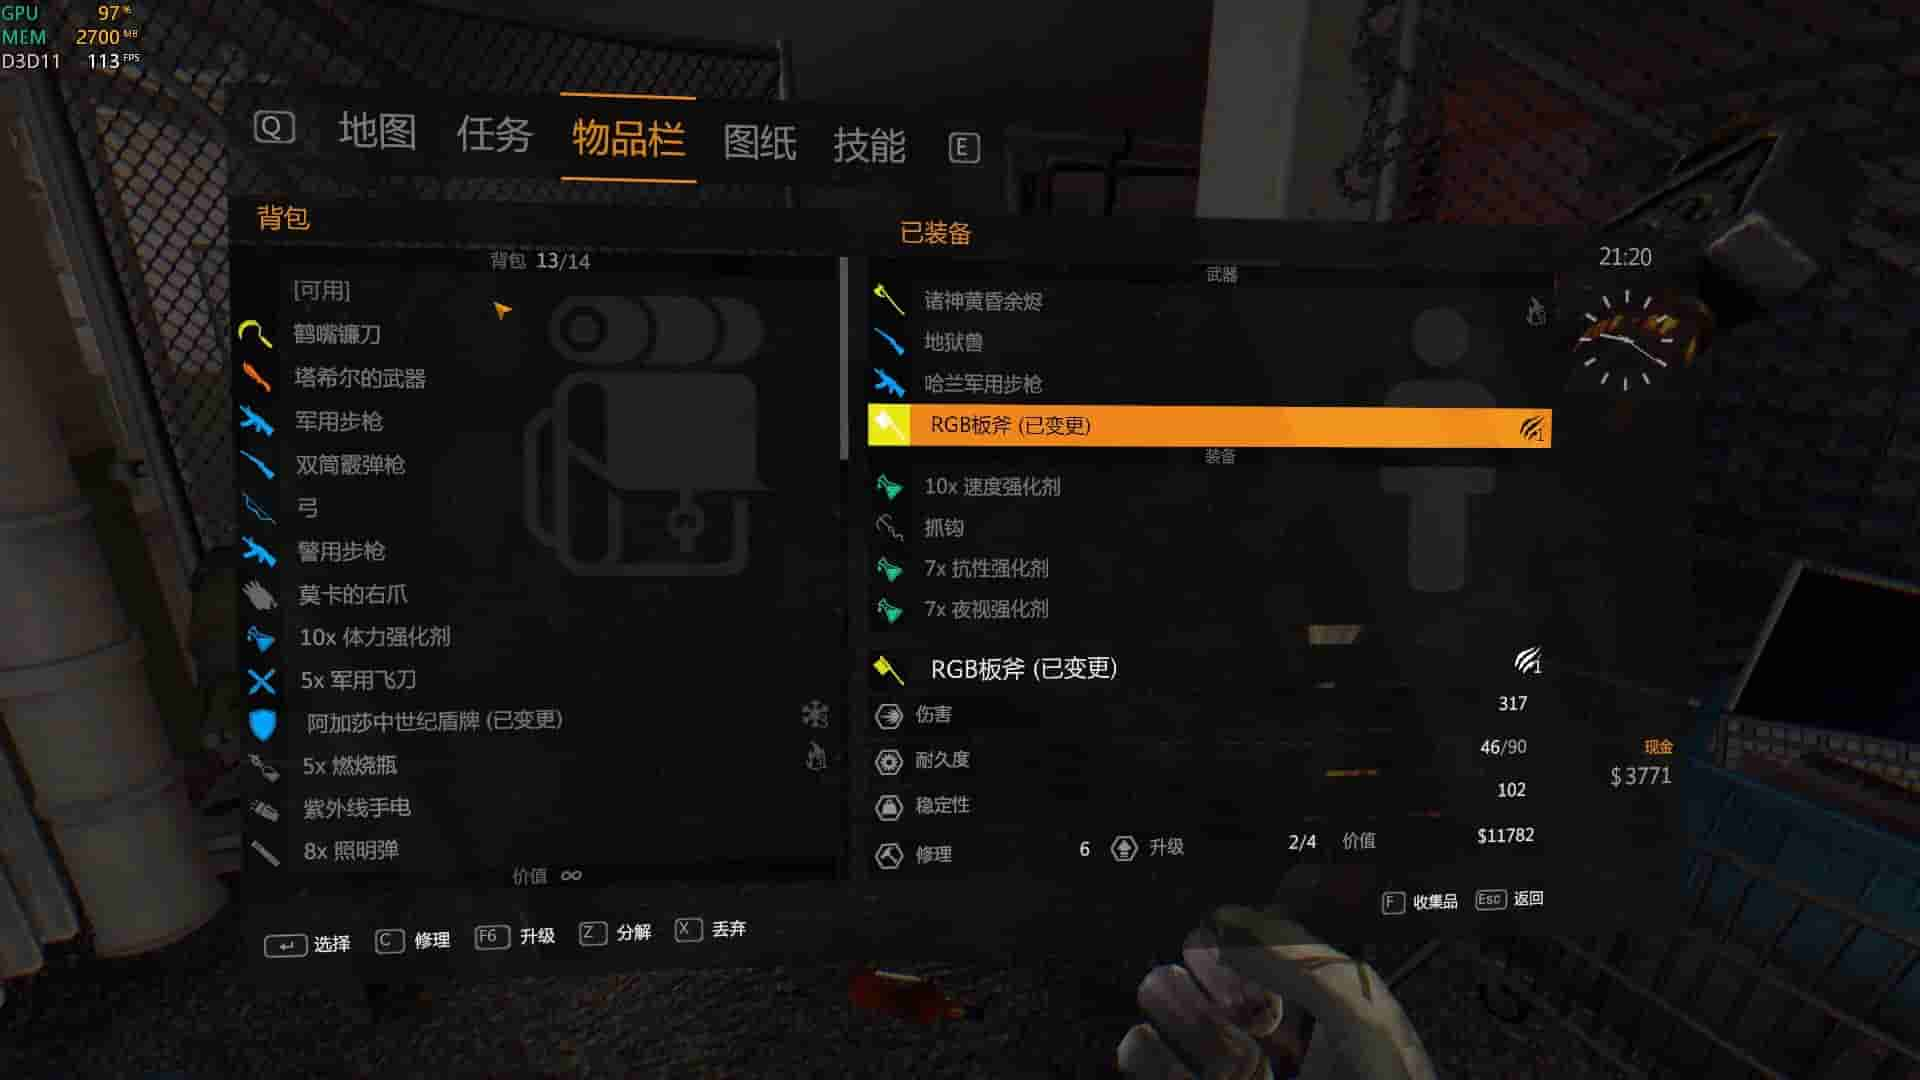 GPU 97%
MEM 2700 MB
D3D11 113 FPS
Q 地图 任务 物品栏 图纸 技能 E
背包
背包 13/14
[可用]
鹤嘴镰刀
塔希尔的武器
军用步枪
双筒霰弹枪
弓
警用步枪
莫卡的右爪
10x 体力强化剂
5x 军用飞刀
阿加莎中世纪盾牌 (已变更)
5x 燃烧瓶
紫外线手电
8x 照明弹
价值 ∞
已装备
武器
诸神黄昏余烬
地狱兽
哈兰军用步枪
RGB板斧 (已变更) 1
装备
10x 速度强化剂
抓钩
7x 抗性强化剂
7x 夜视强化剂
RGB板斧 (已变更) 1
伤害 317
耐久度 46/90
稳定性 102
修理 6 升级 2/4 价值 $11782
21:20
现金
$3771
选择 C 修理 F6 升级 Z 分解 X 丢弃
F 收集品 Esc 返回